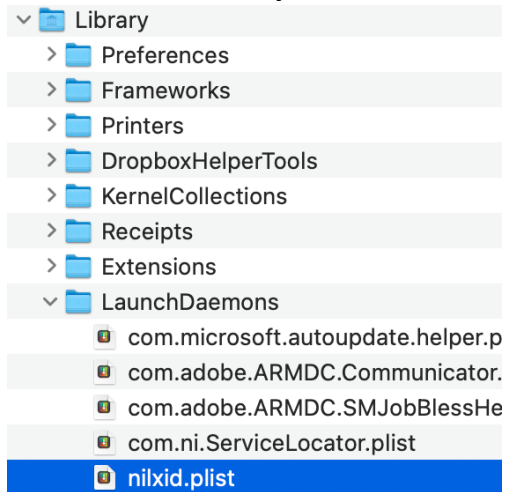 Library
Preferences
Frameworks
Printers
DropboxHelperTools
KernelCollections
Receipts
Extensions
LaunchDaemons
com.microsoft.autoupdate.helper.p
com.adobe.ARMDC.Communicator.
com.adobe.ARMDC.SMJobBlessHe
com.ni.ServiceLocator.plist
nilxid.plist